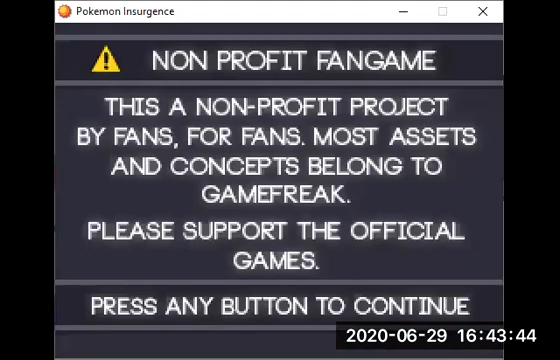 Pokemon Insurgence
NON PROFIT FANGAME
THIS A NON-PROFIT PROJECT
BY FANS, FOR FANS. MOST ASSETS
AND CONCEPTS BELONG TO
GAMEFREAK.
PLEASE SUPPORT THE OFFICIAL
GAMES.
PRESS ANY BUTTON TO CONTINUE
2020-06-29 16:43:44